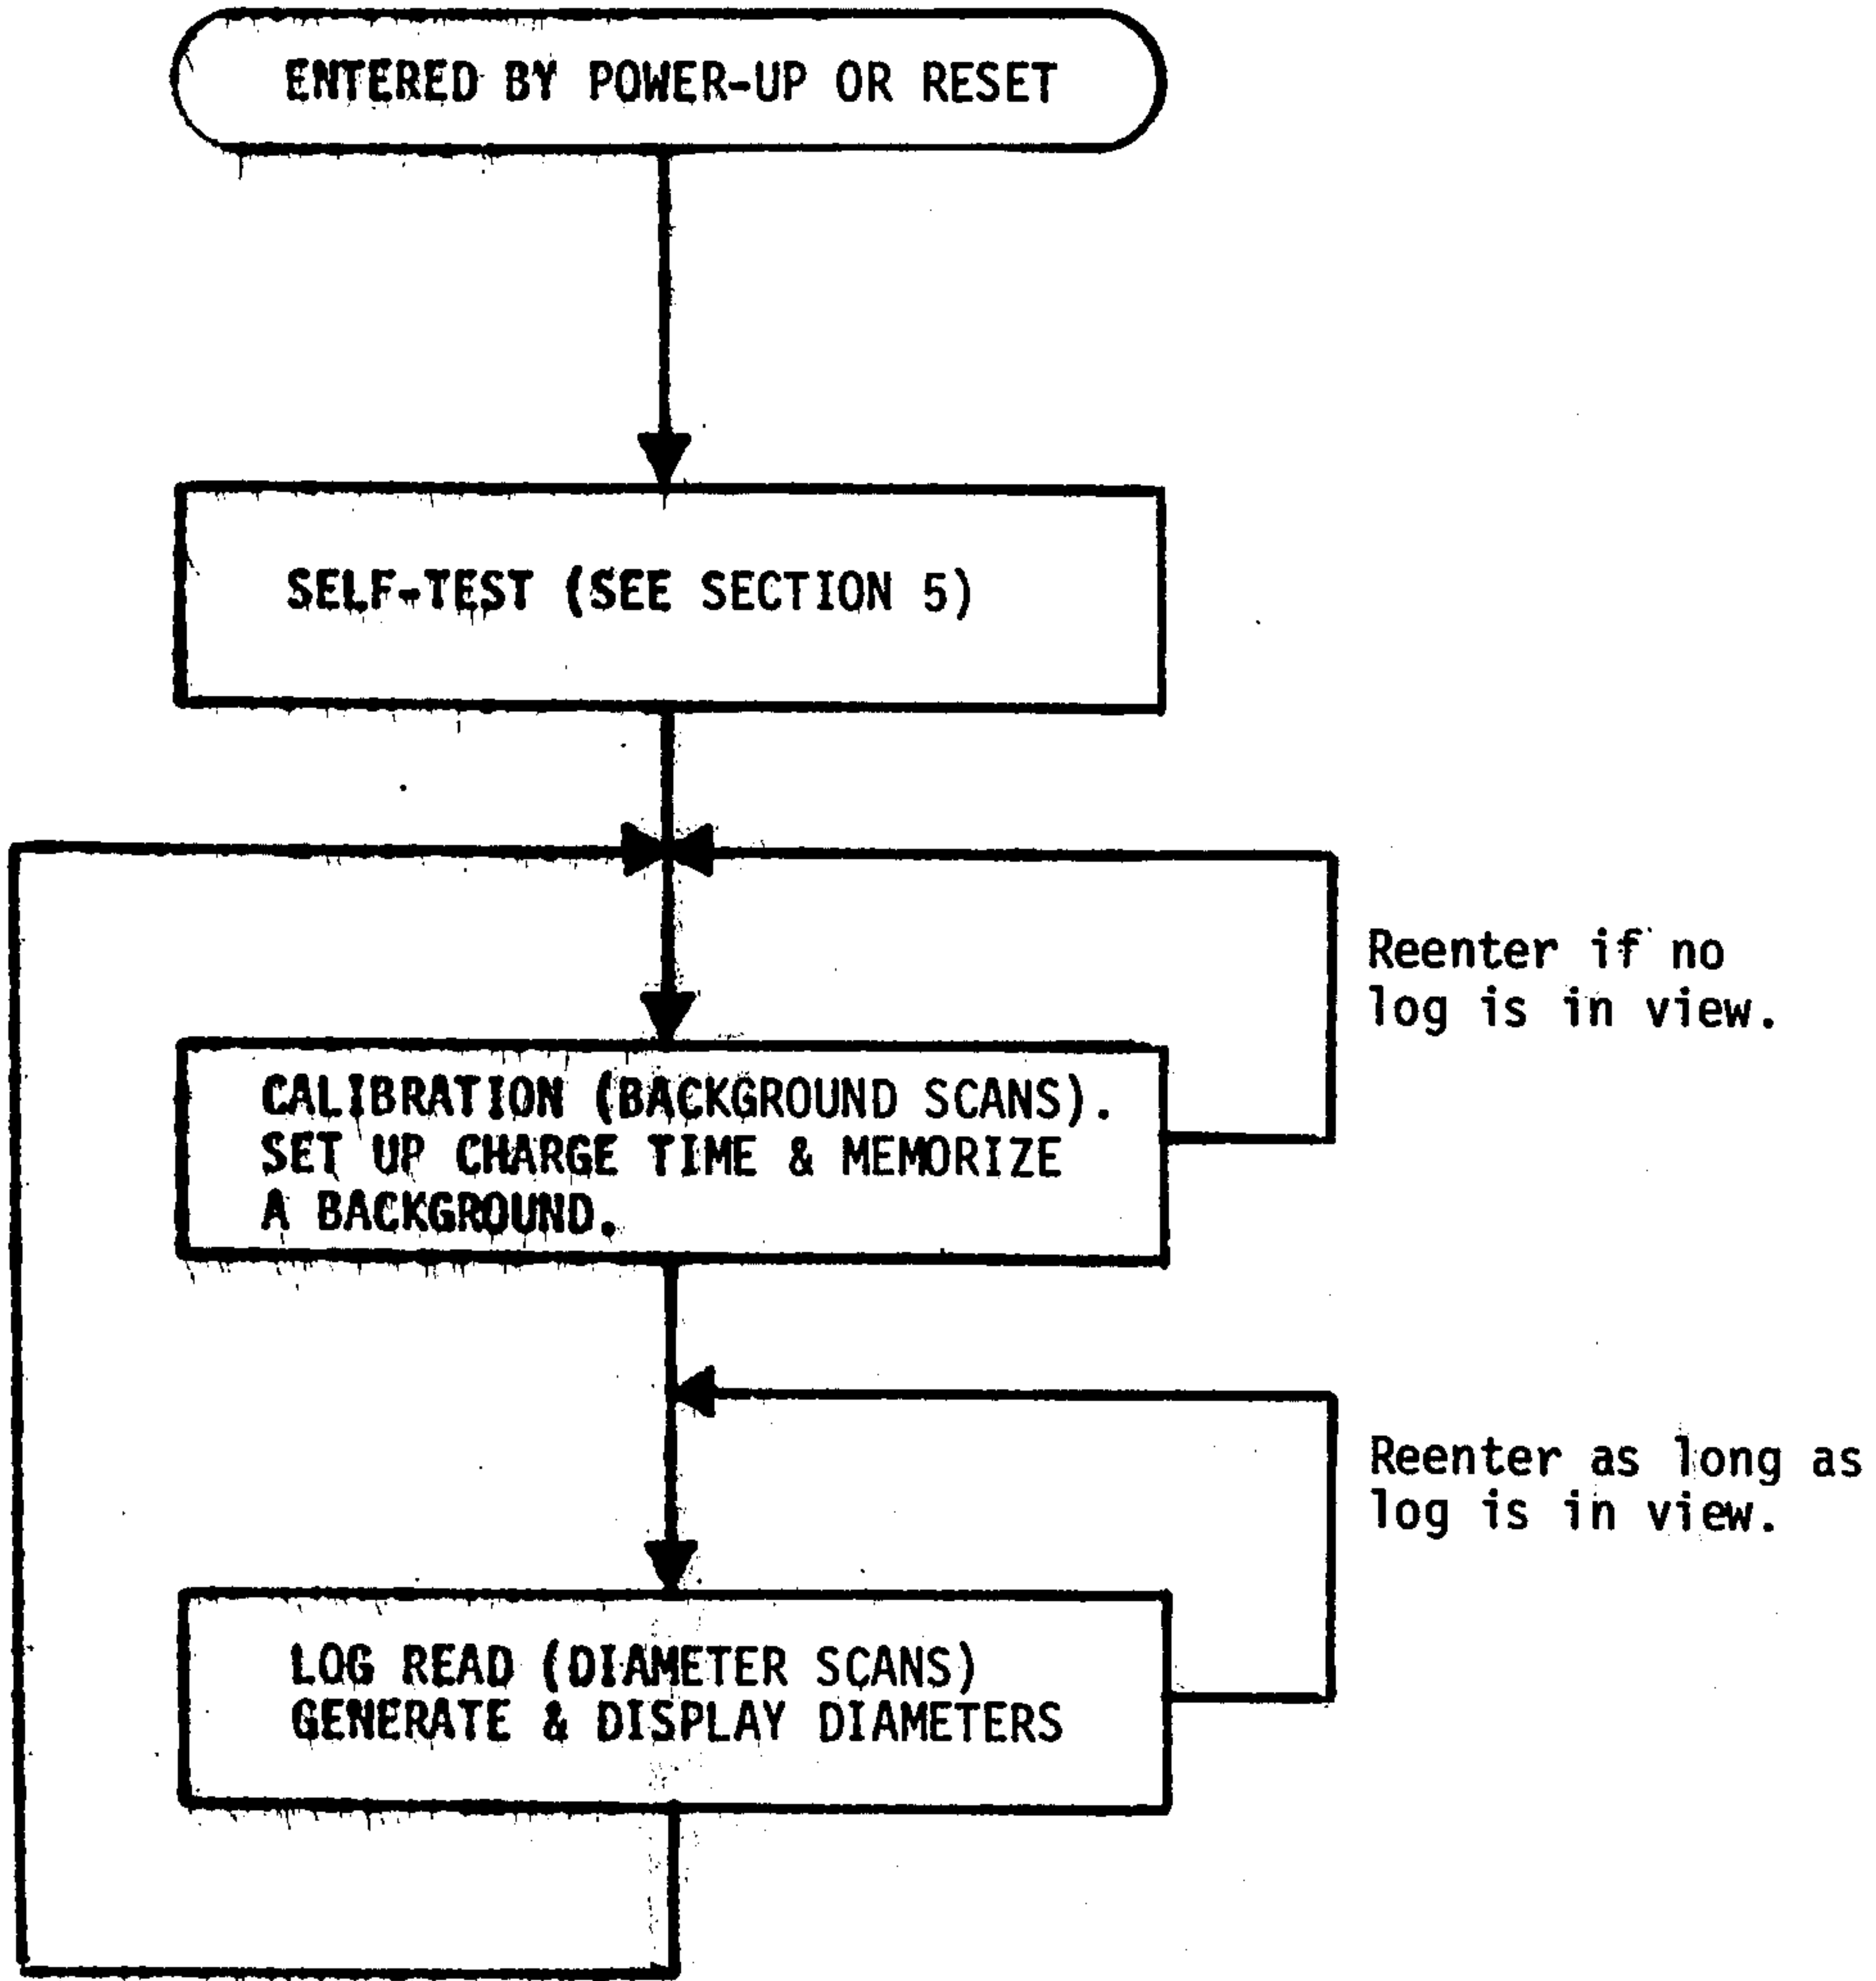 ENTERED BY POWER-UP OR RESET
SELF-TEST (SEE SECTION 5)
Reenter if no
log is in view.
CALIBRATION (BACKGROUND SCANS).
SET UP CHARGE TIME & MEMORIZE
A BACKGROUND.
Reenter as long as
log is in view.
LOG READ (DIAMETER SCANS)
GENERATE & DISPLAY DIAMETERS